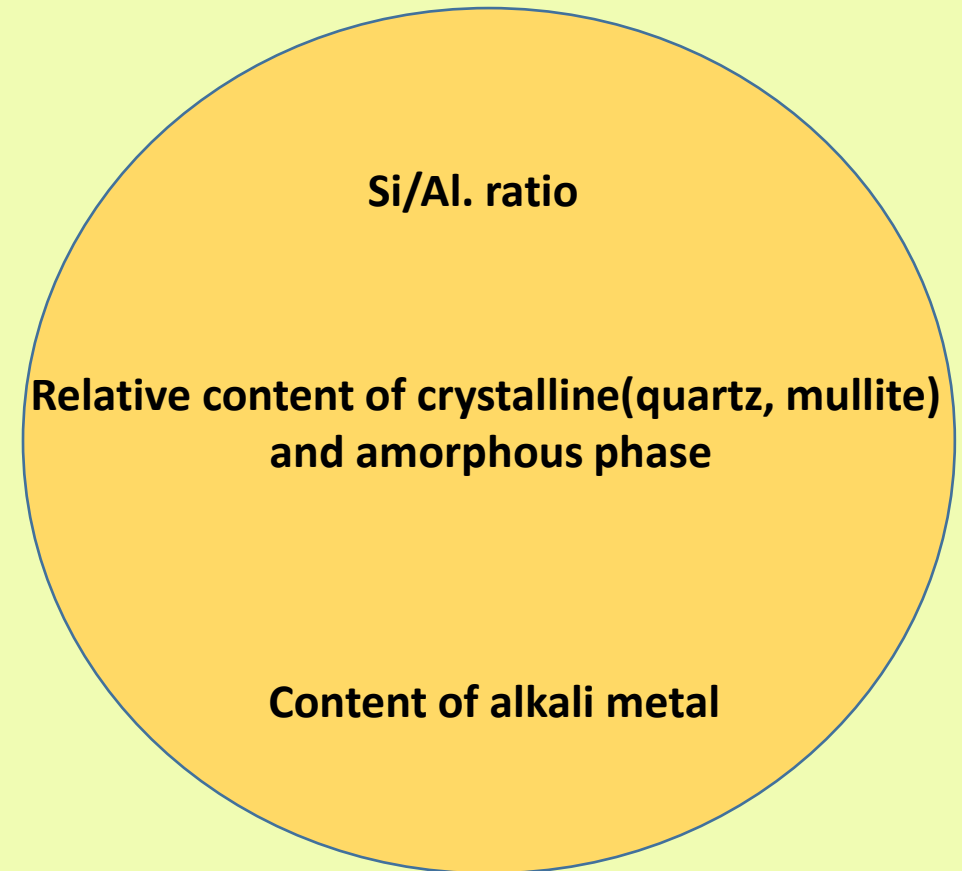 Si/Al. ratio
Relative content of crystalline(quartz, mullite)
and amorphous phase
Content of alkali metal